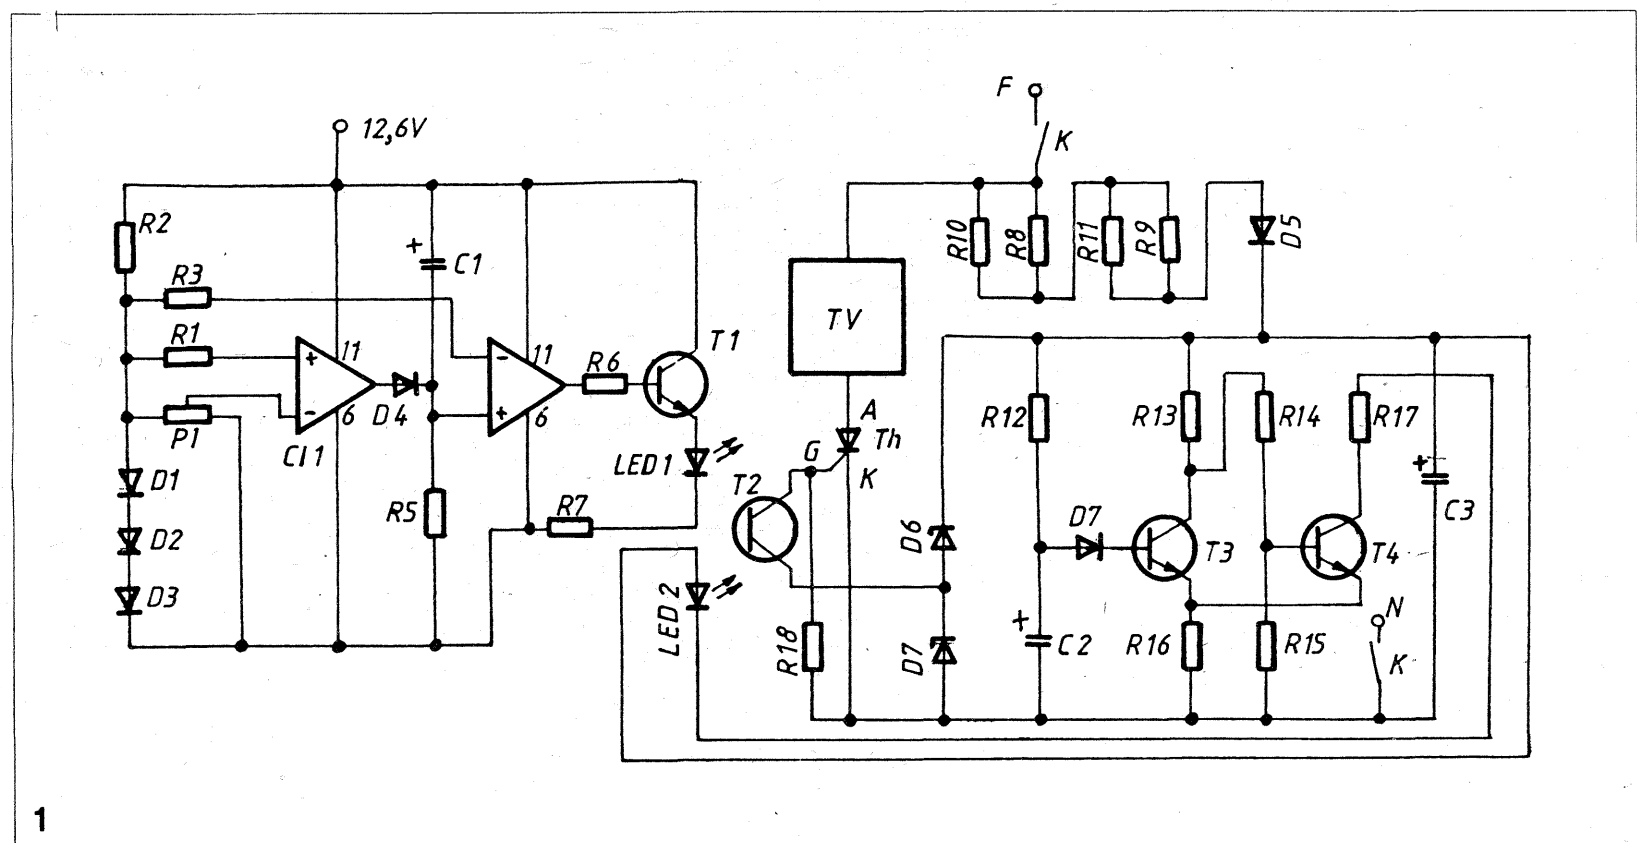 F
K
12,6V
R2
R3
C1
R1
11
11
+
-
-
+
+
6
6
P1
CI1
D4
R6
T1
R5
R7
LED1
LED2
D1
D2
D3
TV
R10
R8
R11
R9
D5
A
Th
G
K
T2
R18
D6
D7
R12
R13
R14
R17
D7
T3
T4
+
C3
+
C2
R16
R15
N
K
1